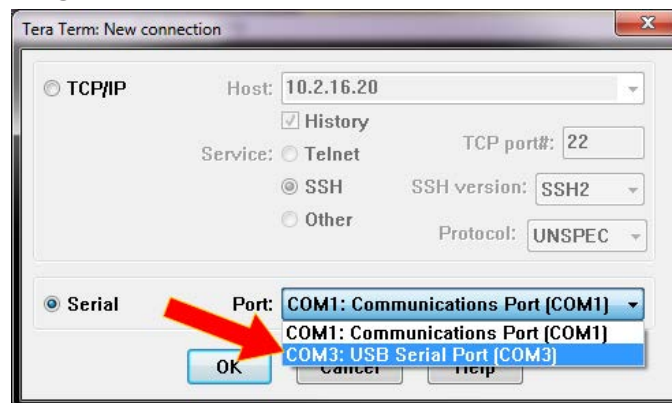 Tera Term: New connection
TCP/IP
Host: 10.2.16.20
History
Service: Telnet
TCP port#: 22
SSH
SSH version: SSH2
Other
Protocol: UNSPEC
Serial
Port: COM1: Communications Port (COM1)
COM1: Communications Port (COM1)
COM3: USB Serial Port (COM3)
OK
Cancel
Help